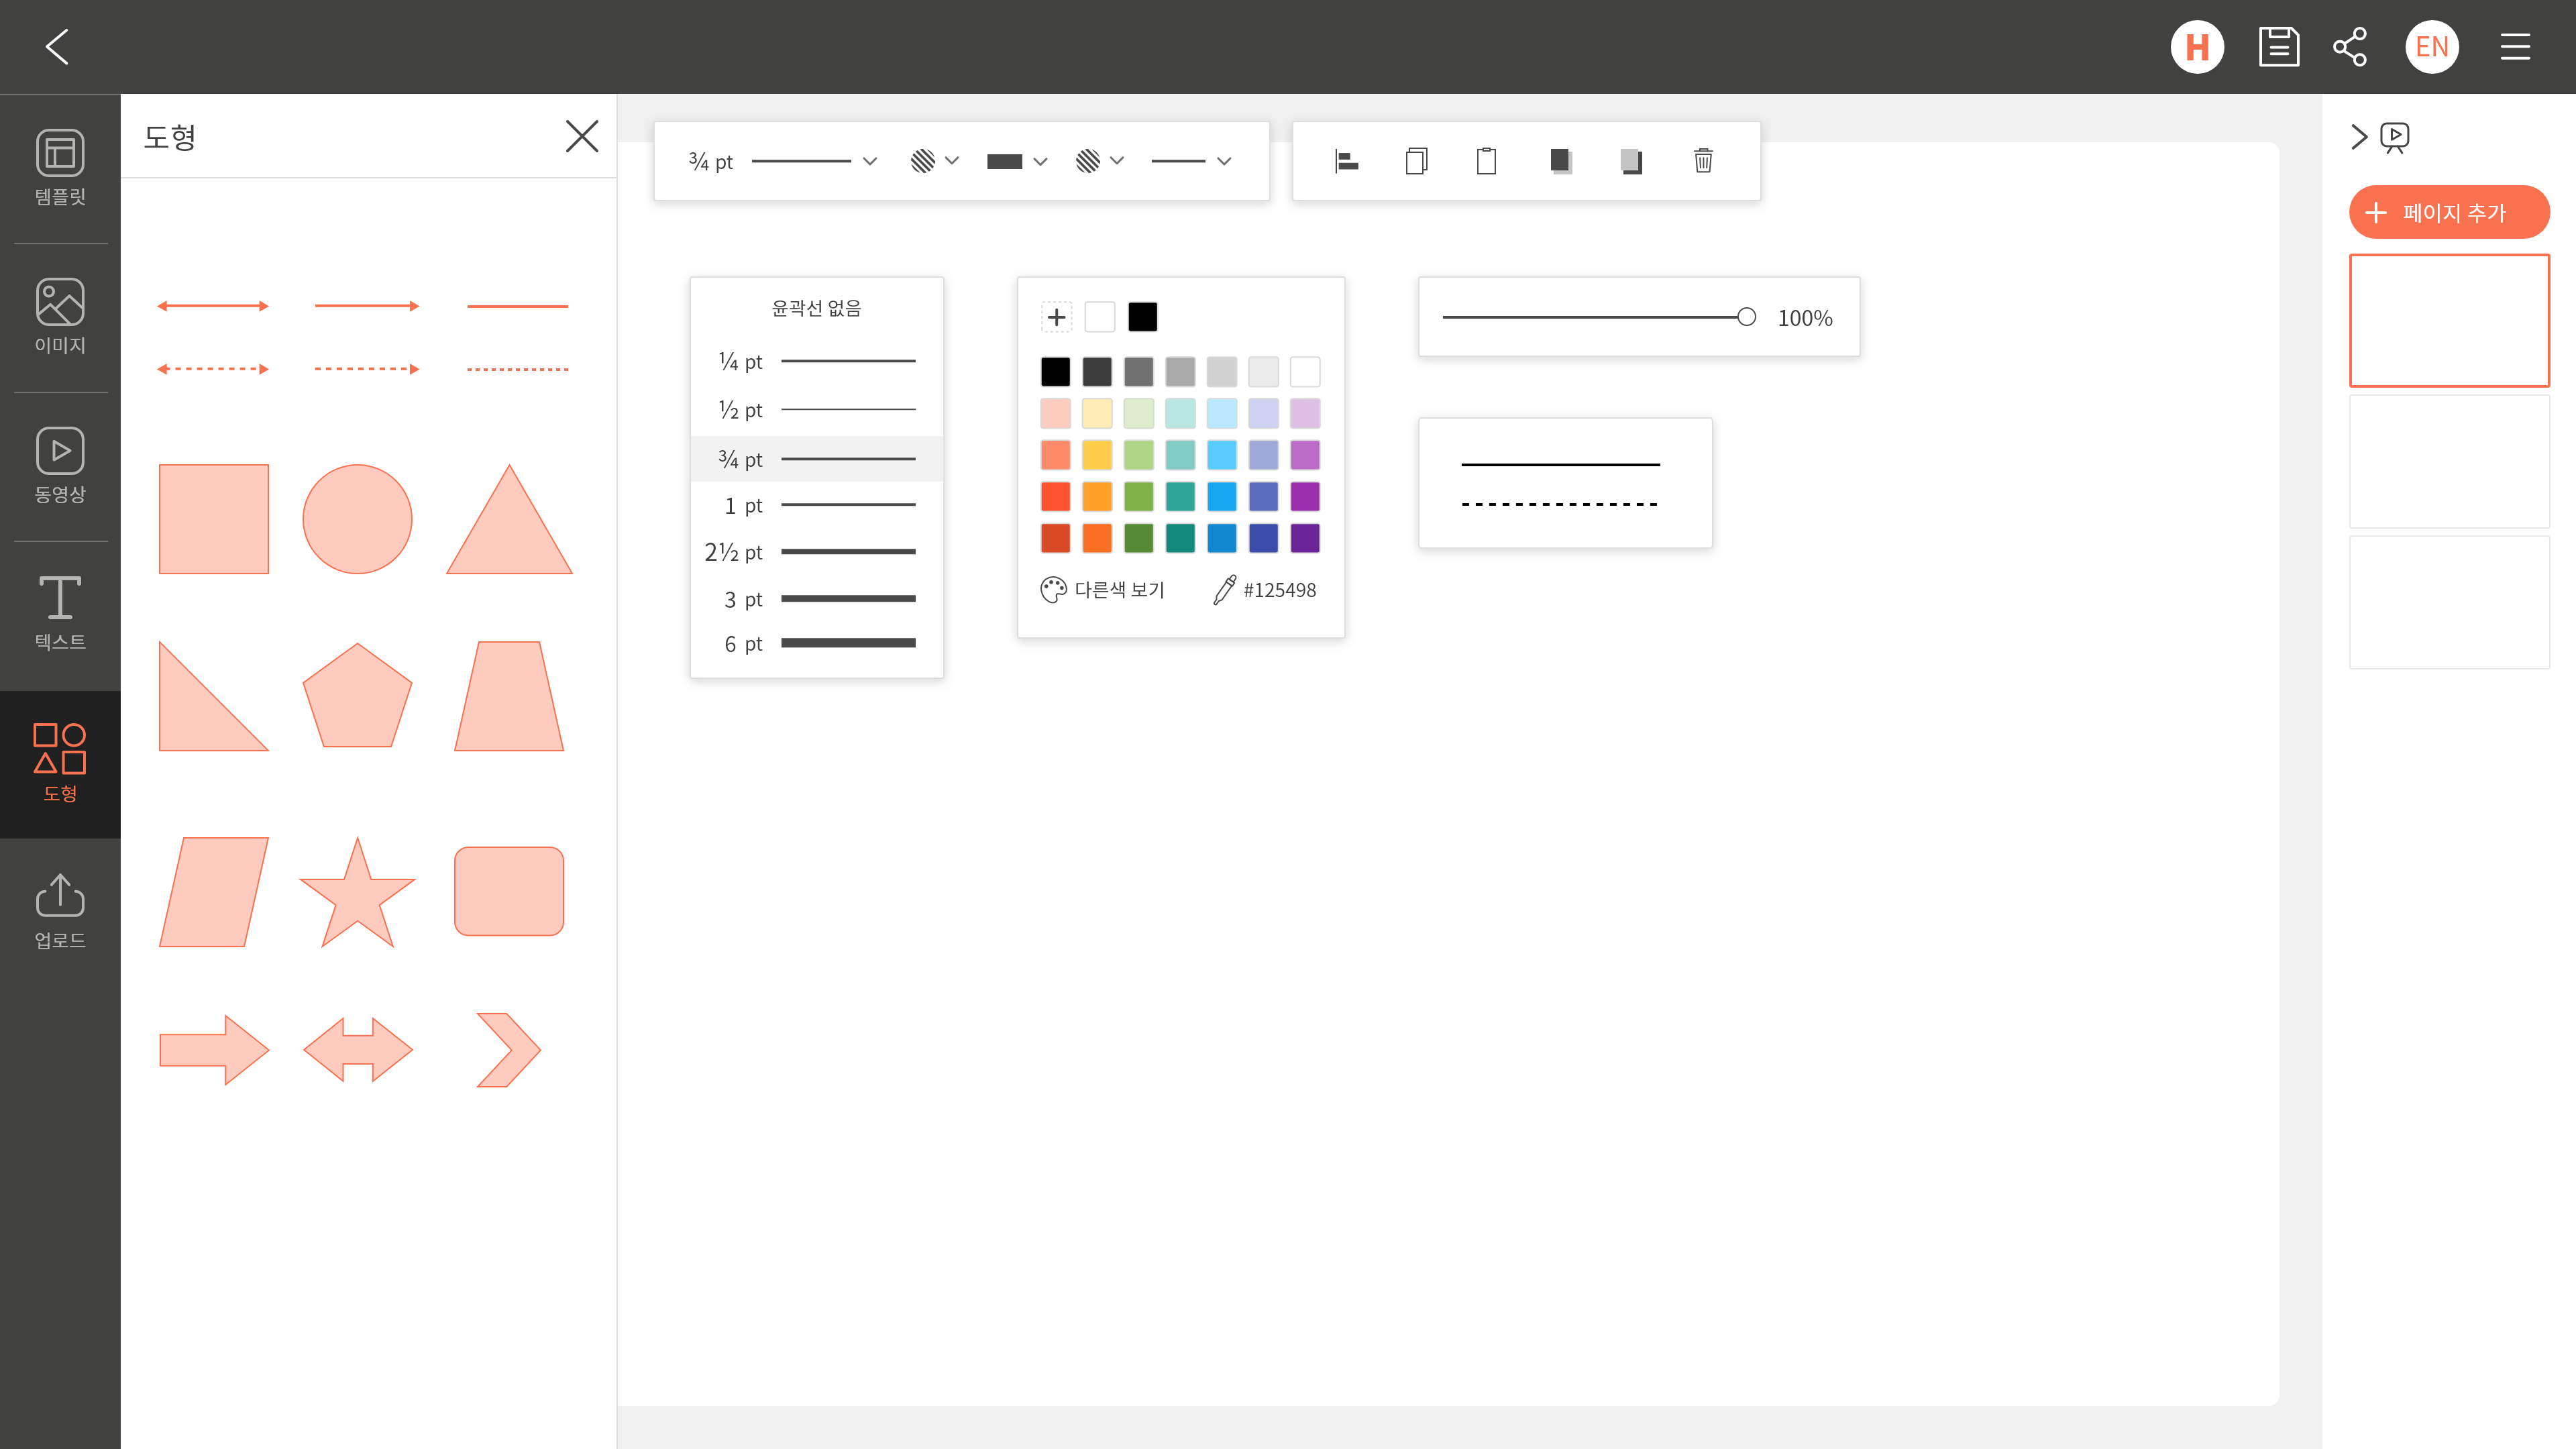 H
EN
템플릿
이미지
동영상
텍스트
도형
업로드
도형
¾ pt
윤곽선 없음
¼ pt
½ pt
¾ pt
1 pt
2½ pt
3 pt
6 pt
다른색 보기
#125498
100%
페이지 추가